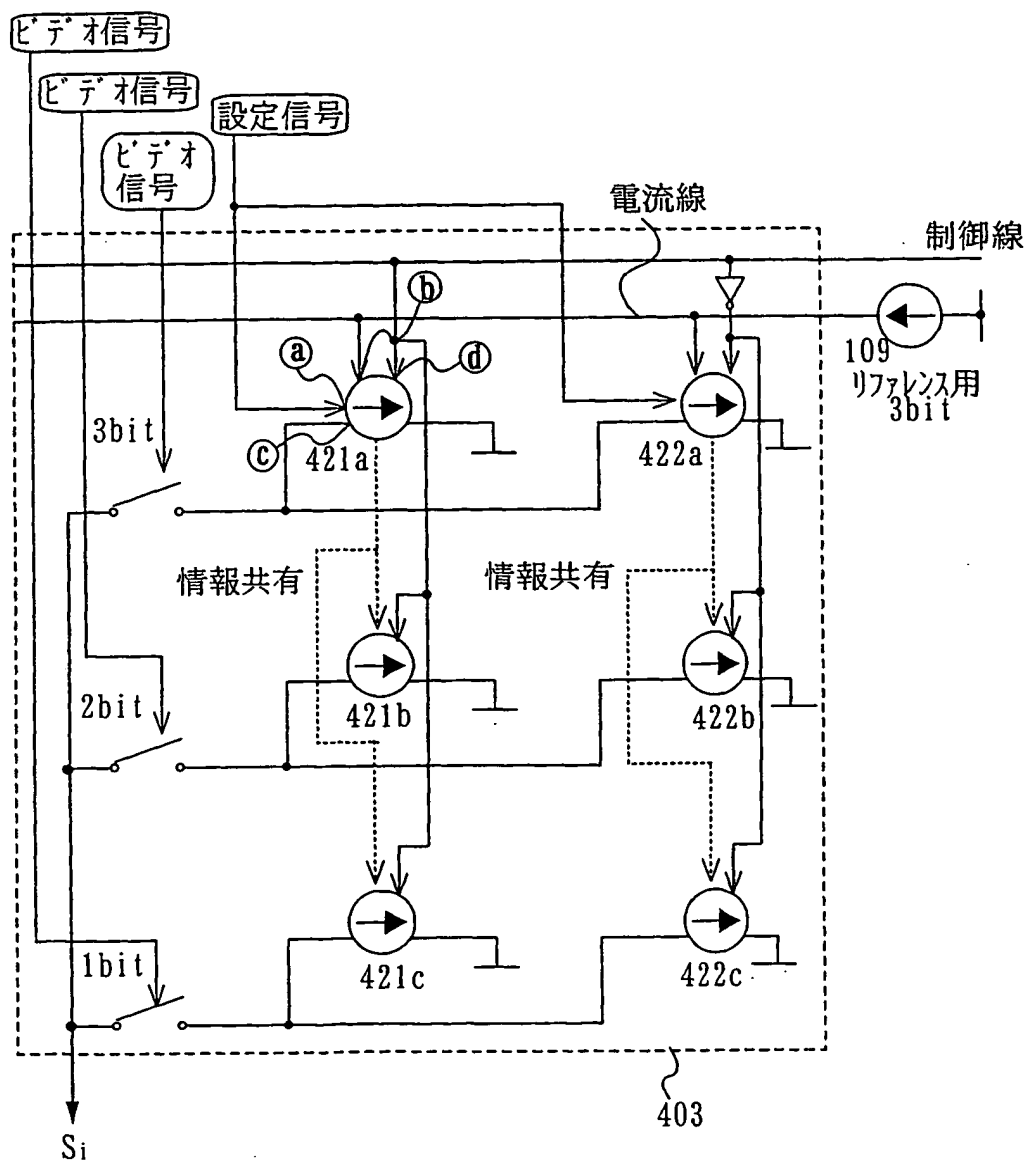 ビデオ信号
ビデオ信号
ビデオ
信号
設定信号
電流線
制御線
ⓑ
ⓐ
ⓓ
109
リファレンス用
3bit
3bit
ⓒ
421a
422a
情報共有
情報共有
2bit
421b
422b
1bit
421c
422c
403
Si